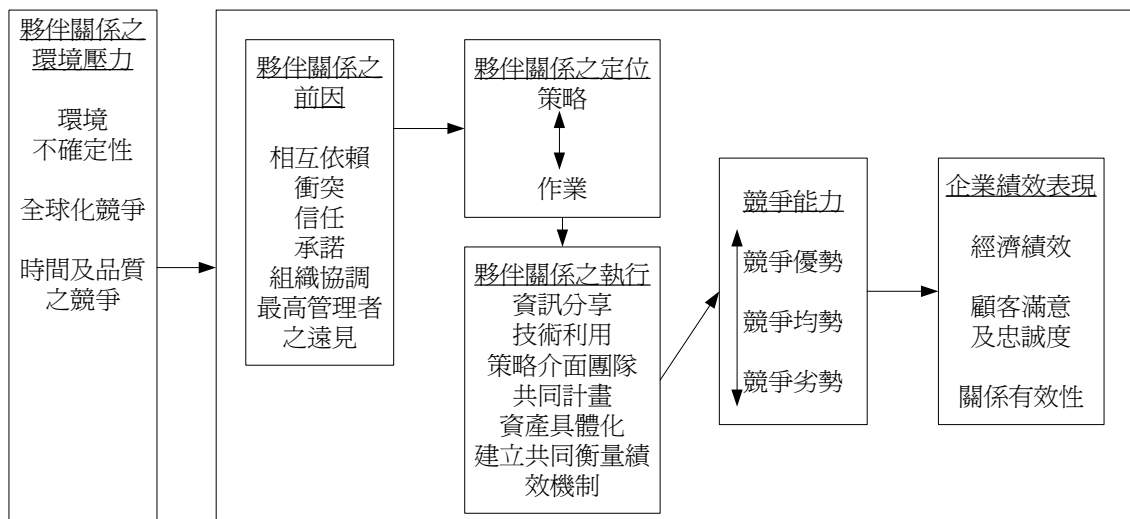 夥伴關係之
環境壓力
環境
不確定性
全球化競爭
時間及品質
之競爭
夥伴關係之
前因
相互依賴
衝突
信任
承諾
組織協調
最高管理者
之遠見
夥伴關係之定位
策略
作業
夥伴關係之執行
資訊分享
技術利用
策略介面團隊
共同計畫
資產具體化
建立共同衡量績
效機制
競爭能力
競爭優勢
競爭均勢
競爭劣勢
企業績效表現
經濟績效
顧客滿意
及忠誠度
關係有效性